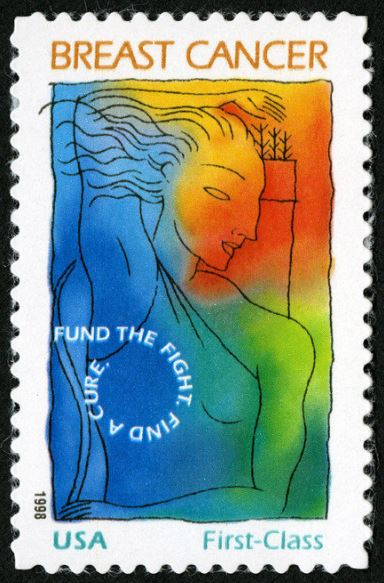 BREAST CANCER
FUND THE FIGHT. FIND A CURE.
1998
USA
First-Class